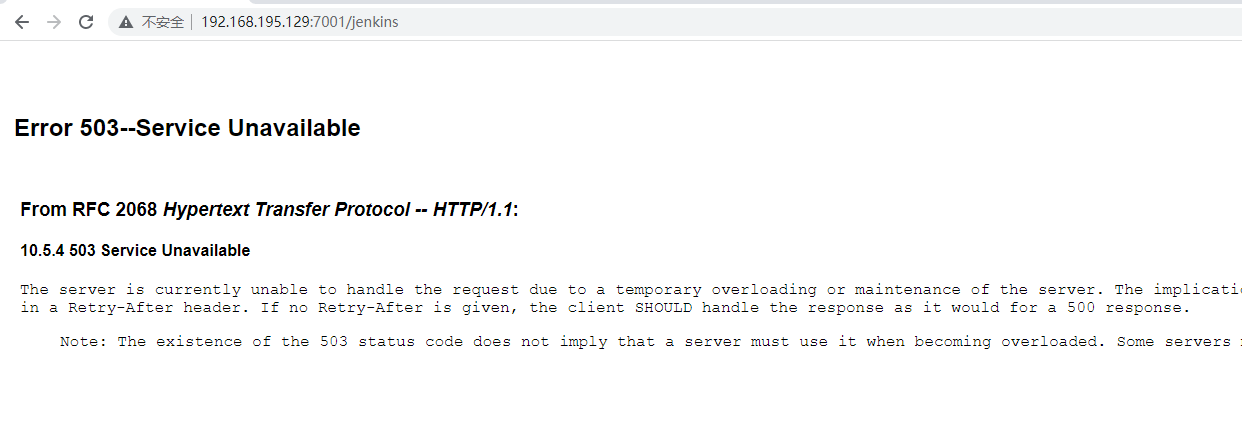 不安全 192.168.195.129:7001/jenkins
Error 503--Service Unavailable
From RFC 2068 Hypertext Transfer Protocol -- HTTP/1.1:
10.5.4 503 Service Unavailable
The server is currently unable to handle the request due to a temporary overloading or maintenance of the server. The
in a Retry-After header. If no Retry-After is given, the client SHOULD handle the response as it would for a 500 response.
Note: The existence of the 503 status code does not imply that a server must use it when becoming overloaded. Some servers